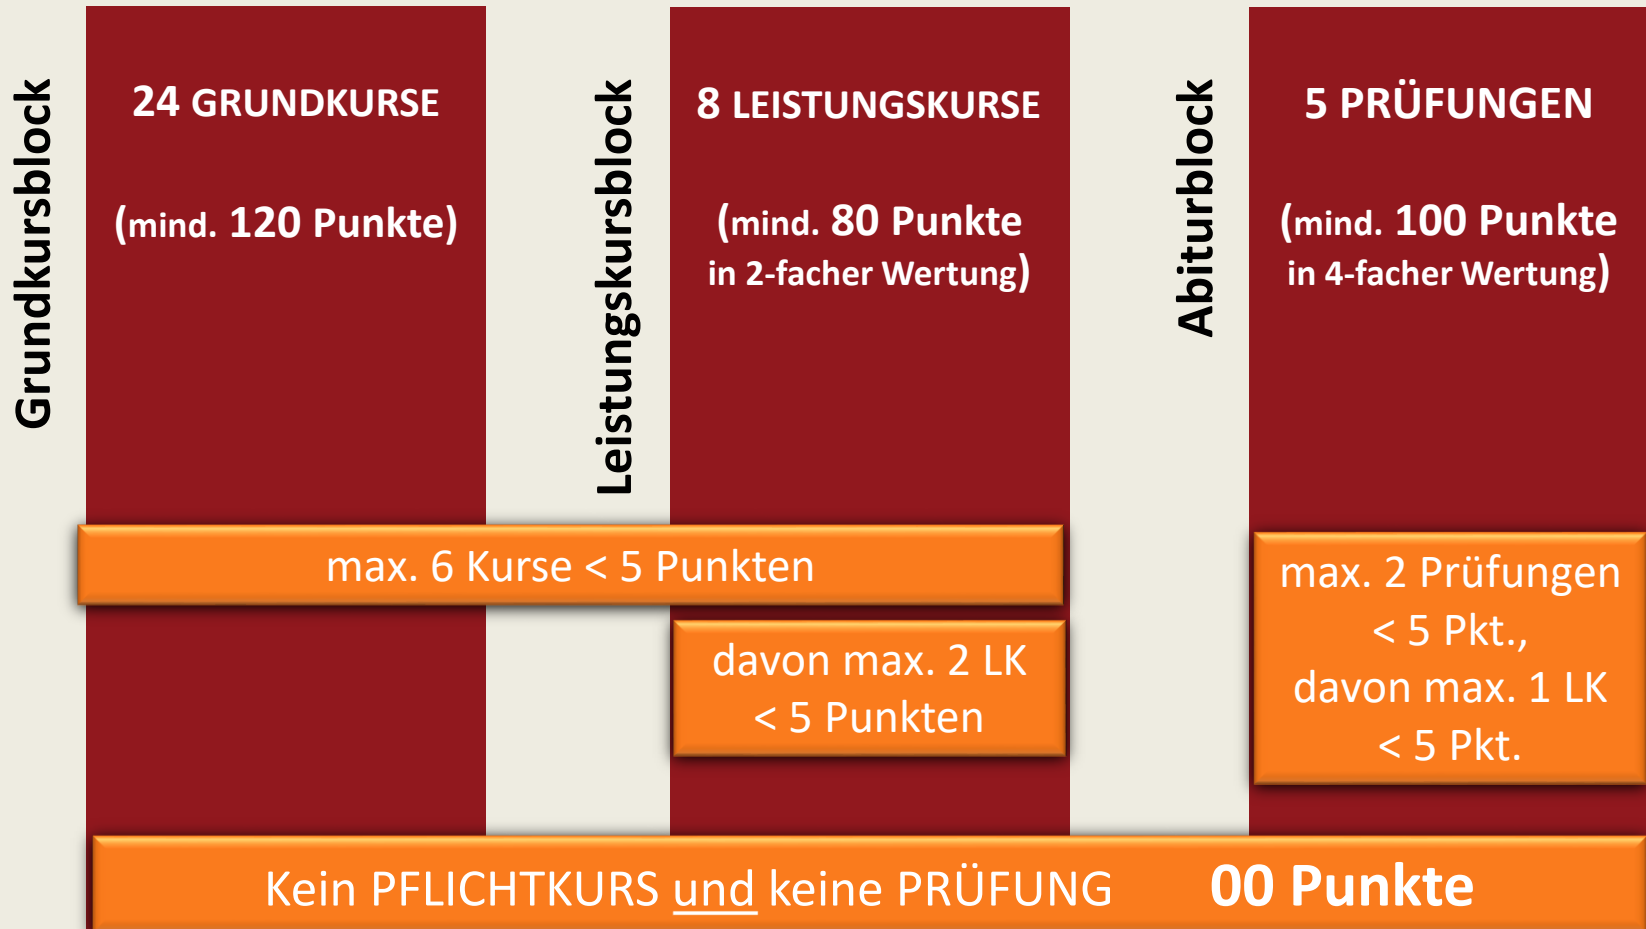 Grundkursblock
24 GRUNDKURSE
(mind. 120 Punkte)
Leistungskursblock
8 LEISTUNGSKURSE
(mind. 80 Punkte
in 2-facher Wertung)
Abiturblock
5 PRÜFUNGEN
(mind. 100 Punkte
in 4-facher Wertung)
max. 6 Kurse < 5 Punkten
davon max. 2 LK
< 5 Punkten
max. 2 Prüfungen
< 5 Pkt.,
davon max. 1 LK
< 5 Pkt.
Kein PFLICHTKURS und keine PRÜFUNG 00 Punkte